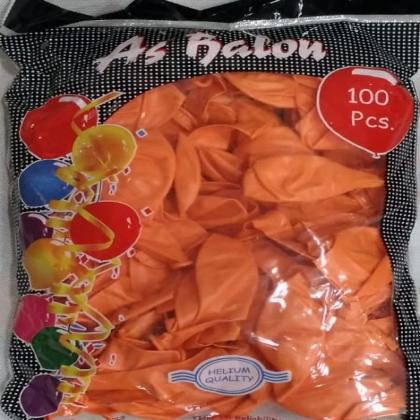 As Balon
100
Pcs.
HELIUM
QUALITY